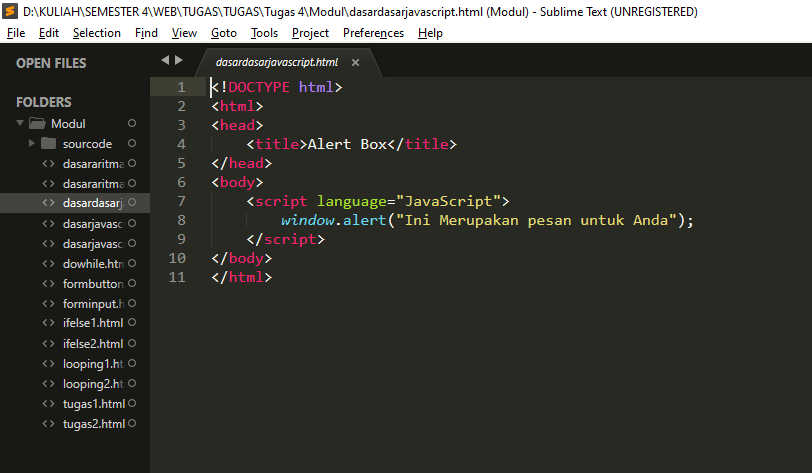 D:\KULIAH\SEMESTER 4\WEB\TUGAS\TUGAS\Tugas 4\Modul\dasardasarjavascript.html (Modul) - Sublime Text (UNREGISTERED)
File Edit Selection Find View Goto Tools Project Preferences Help
OPEN FILES
FOLDERS
Modul
sourcode
dasararitma
dasararitma
dasardasarj
dasarjavasc
dasarjavasc
dowhile.htm
formbutton
forminput.h
ifelse1.html
ifelse2.html
looping1.ht
looping2.ht
tugas1.html
tugas2.html
dasardasarjavascript.html
1 <!DOCTYPE html>
2 <html>
3 <head>
4 <title>Alert Box</title>
5 </head>
6 <body>
7 <script language="JavaScript">
8 window.alert("Ini Merupakan pesan untuk Anda");
9 </script>
10 </body>
11 </html>